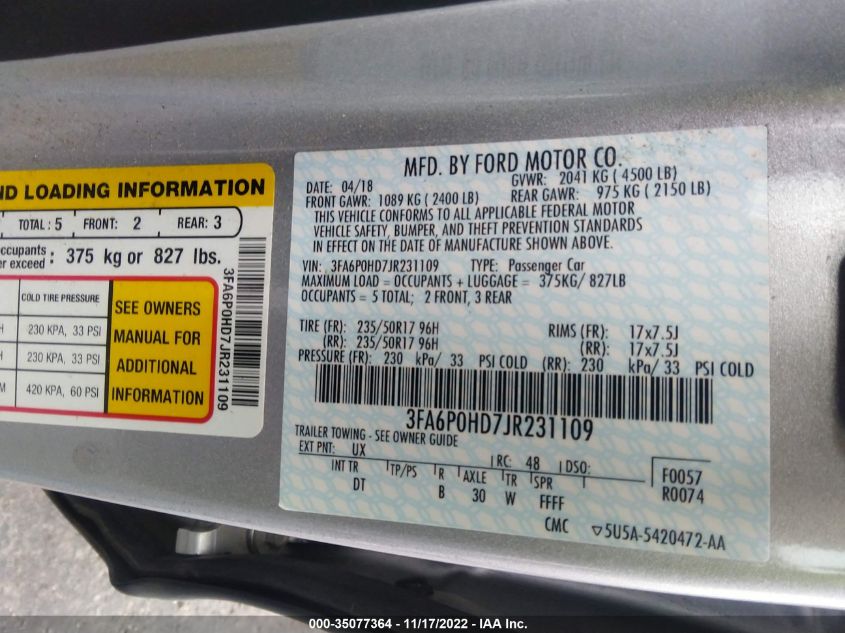 ND LOADING INFORMATION
TOTAL : 5 FRONT: 2 REAR: 3
ccupants
er exceed : 375 kg or 827 lbs.
COLD TIRE PRESSURE
H 230 KPA, 33 PSI
H 230 KPA, 33 PSI
M 420 KPA, 60 PSI
SEE OWNERS
MANUAL FOR
ADDITIONAL
INFORMATION
3FA6P0HD7JR231109
MFD. BY FORD MOTOR CO.
DATE: 04/18 GVWR: 2041 KG ( 4500 LB)
FRONT GAWR: 1089 KG ( 2400 LB) REAR GAWR: 975 KG ( 2150 LB)
THIS VEHICLE CONFORMS TO ALL APPLICABLE FEDERAL MOTOR
VEHICLE SAFETY, BUMPER, AND THEFT PREVENTION STANDARDS
IN EFFECT ON THE DATE OF MANUFACTURE SHOWN ABOVE.
VIN: 3FA6P0HD7JR231109 TYPE: Passenger Car
MAXIMUM LOAD = OCCUPANTS + LUGGAGE = 375KG/ 827LB
OCCUPANTS = 5 TOTAL; 2 FRONT, 3 REAR
TIRE (FR): 235/50R17 96H RIMS (FR): 17x7.5J
(RR): 235/50R17 96H (RR): 17x7.5J
PRESSURE (FR): 230 kPa/ 33 PSI COLD (RR): 230 kPa/ 33 PSI COLD
3FA6P0HD7JR231109
TRAILER TOWING - SEE OWNER GUIDE
EXT PNT: UX RC: 48 DSO: F0057
INT TR TP/PS R AXLE TR SPR R0074
DT B 30 W FFFF
CMC ▽5U5A-5420472-AA
000-35077364 - 11/17/2022 - IAA Inc.